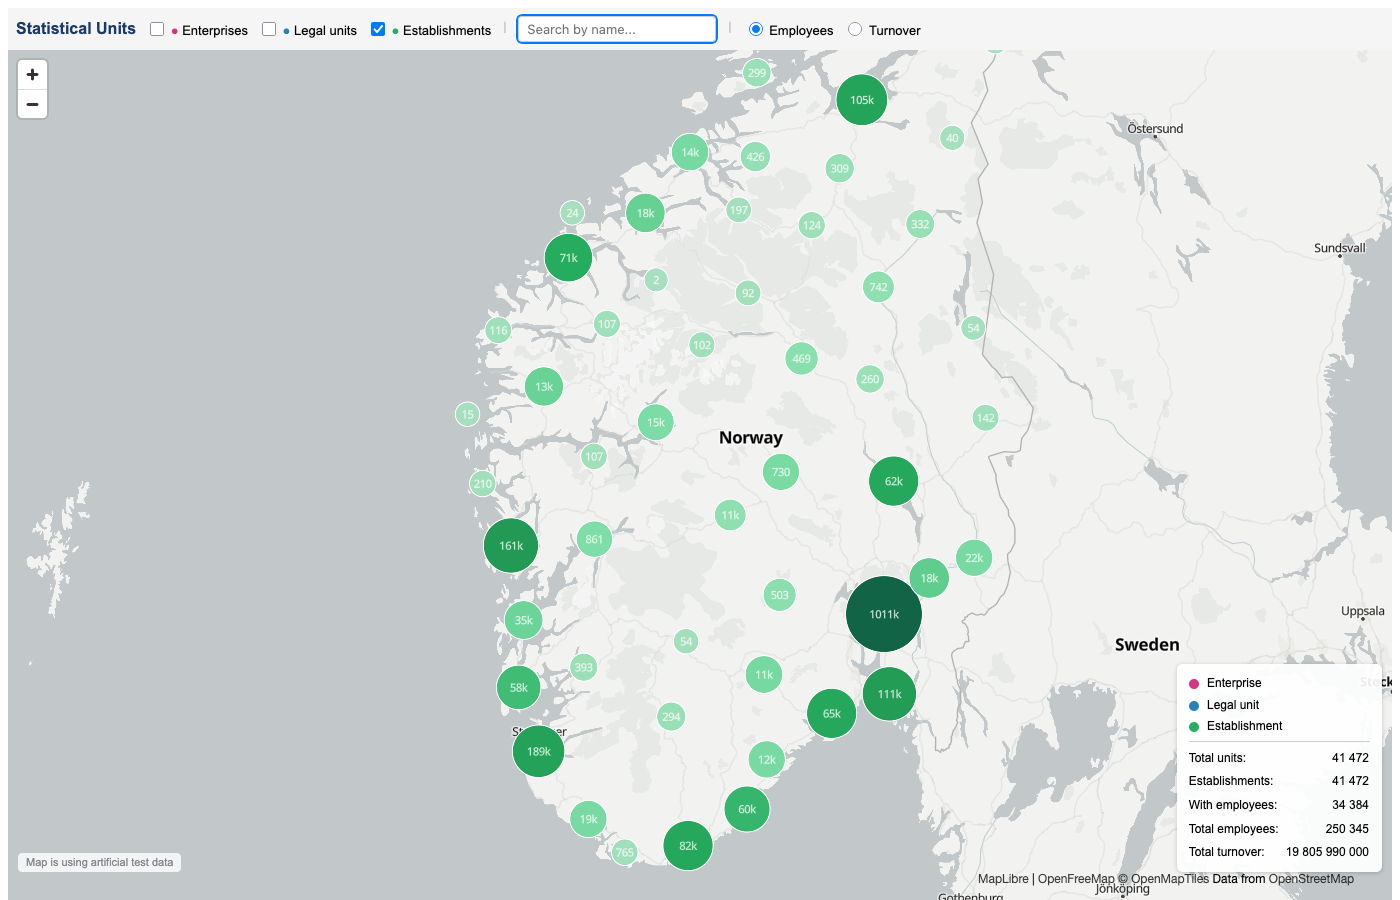 Statistical Units
Enterprises
Legal units
Establishments
Search by name...
Employees
Turnover
+
−
299
105k
40
Östersund
14k
426
309
24
18k
197
124
332
Sundsvall
71k
2
92
742
116
107
102
469
54
13k
260
15
15k
142
Norway
107
730
210
62k
11k
161k
861
22k
18k
503
1011k
35k
Uppsala
54
Sweden
393
11k
58k
111k
65k
294
189k
12k
60k
19k
82k
765
Enterprise
Legal unit
Establishment
Total units: 41 472
Establishments: 41 472
With employees: 34 384
Total employees: 250 345
Total turnover: 19 805 990 000
Map is using artificial test data
MapLibre | OpenFreeMap © OpenMapTiles Data from OpenStreetMap
Jönköping
Gothenburg